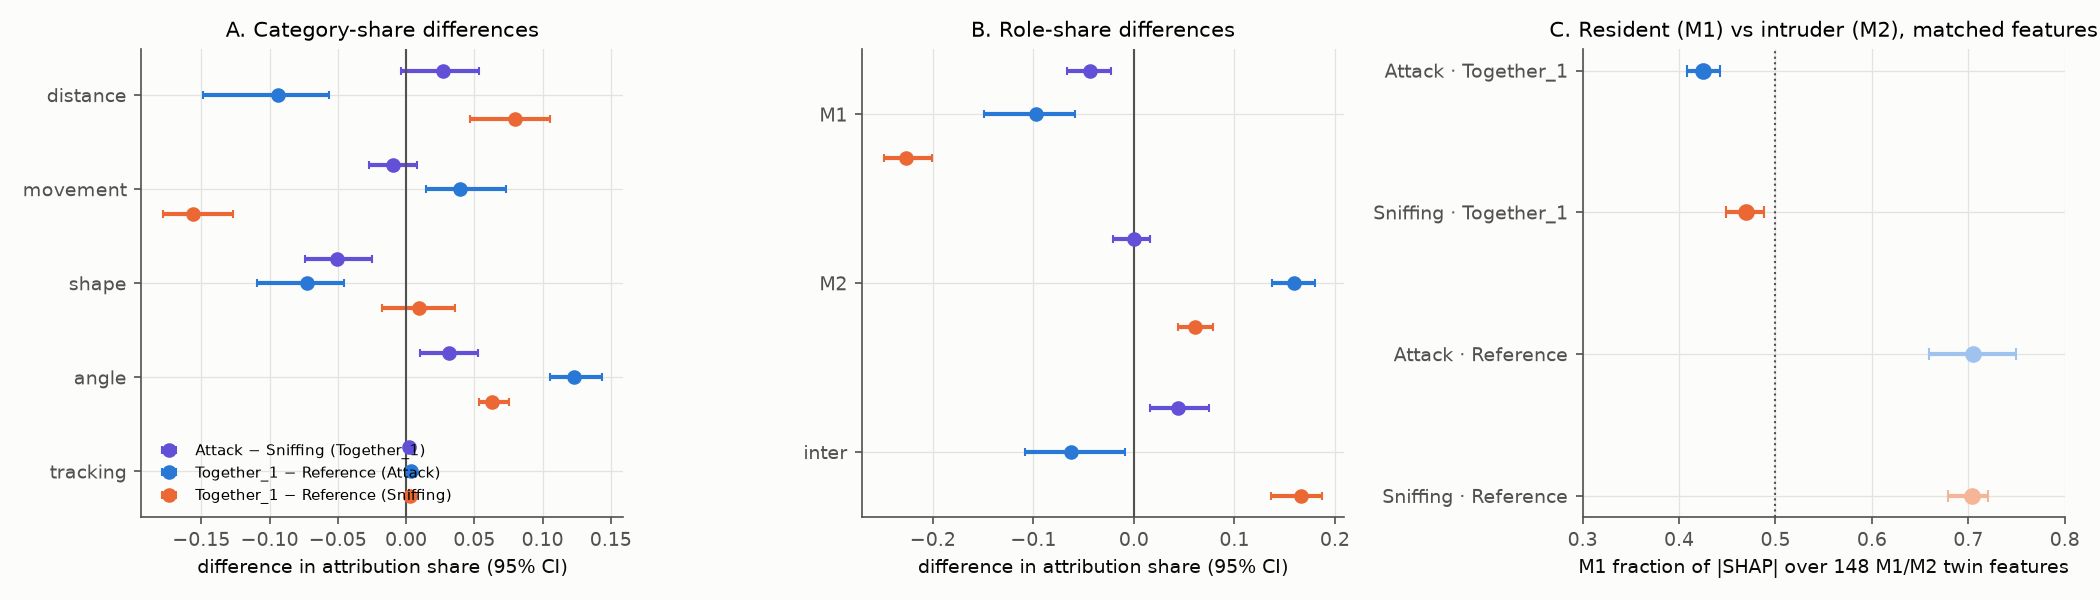 A. Category-share differences
distance
movement
shape
angle
tracking
Attack − Sniffing (Together_1)
Together_1 − Reference (Attack)
Together_1 − Reference (Sniffing)
−0.15 −0.10 −0.05 0.00 0.05 0.10 0.15
difference in attribution share (95% CI)
B. Role-share differences
M1
M2
inter
−0.2 −0.1 0.0 0.1 0.2
difference in attribution share (95% CI)
C. Resident (M1) vs intruder (M2), matched features
Attack · Together_1
Sniffing · Together_1
Attack · Reference
Sniffing · Reference
0.3 0.4 0.5 0.6 0.7 0.8
M1 fraction of |SHAP| over 148 M1/M2 twin features